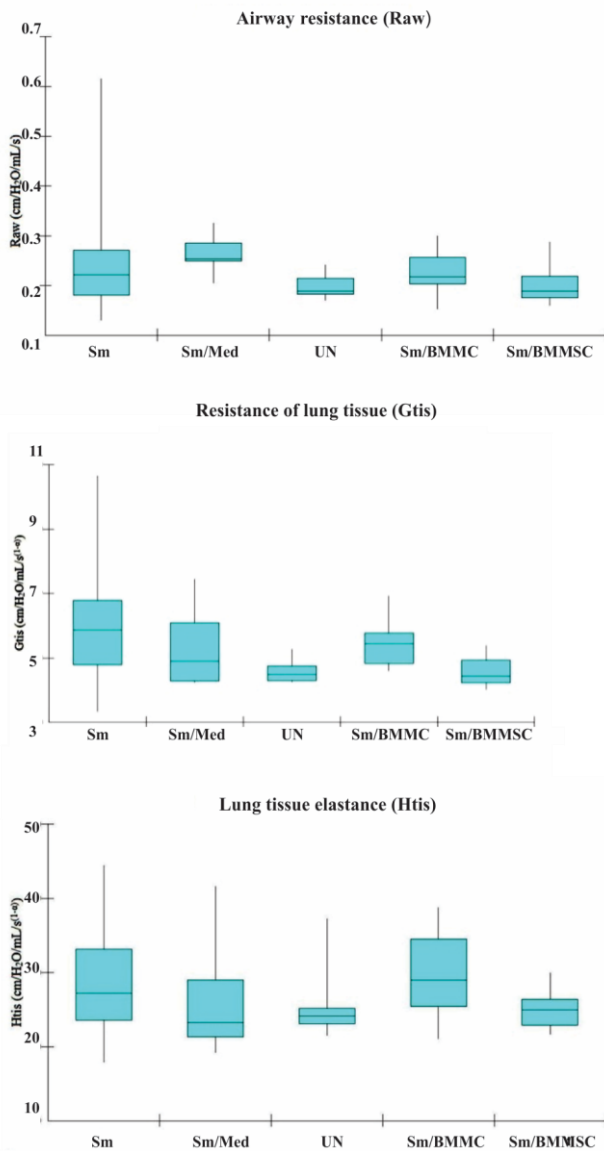 Airway resistance (Raw)
0.7
0.6
0.5
0.4
0.3
0.2
0.1
Raw (cm/H₂O/mL/s)
Sm Sm/Med UN Sm/BMMC Sm/BMMSC
Resistance of lung tissue (Gtis)
11
9
7
5
3
Gtis (cm/H₂O/mL/s⁽¹⁻ᵅ⁾)
Sm Sm/Med UN Sm/BMMC Sm/BMMSC
Lung tissue elastance (Htis)
50
40
30
20
10
Htis (cm/H₂O/mL/s⁽¹⁻ᵅ⁾)
Sm Sm/Med UN Sm/BMMC Sm/BMMSC